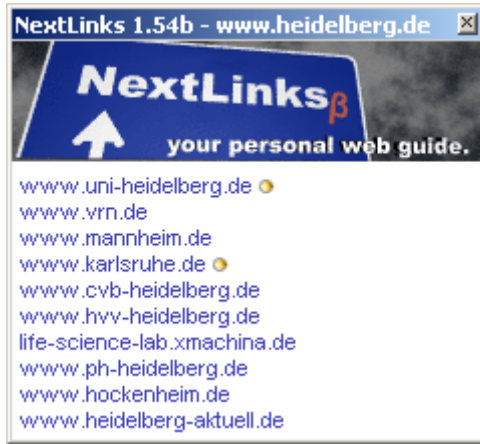 NextLinks 1.54b - www.heidelberg.de
NextLinksβ
your personal web guide.
www.uni-heidelberg.de
www.vrn.de
www.mannheim.de
www.karlsruhe.de
www.cvb-heidelberg.de
www.hvv-heidelberg.de
life-science-lab.xmachina.de
www.ph-heidelberg.de
www.hockenheim.de
www.heidelberg-aktuell.de